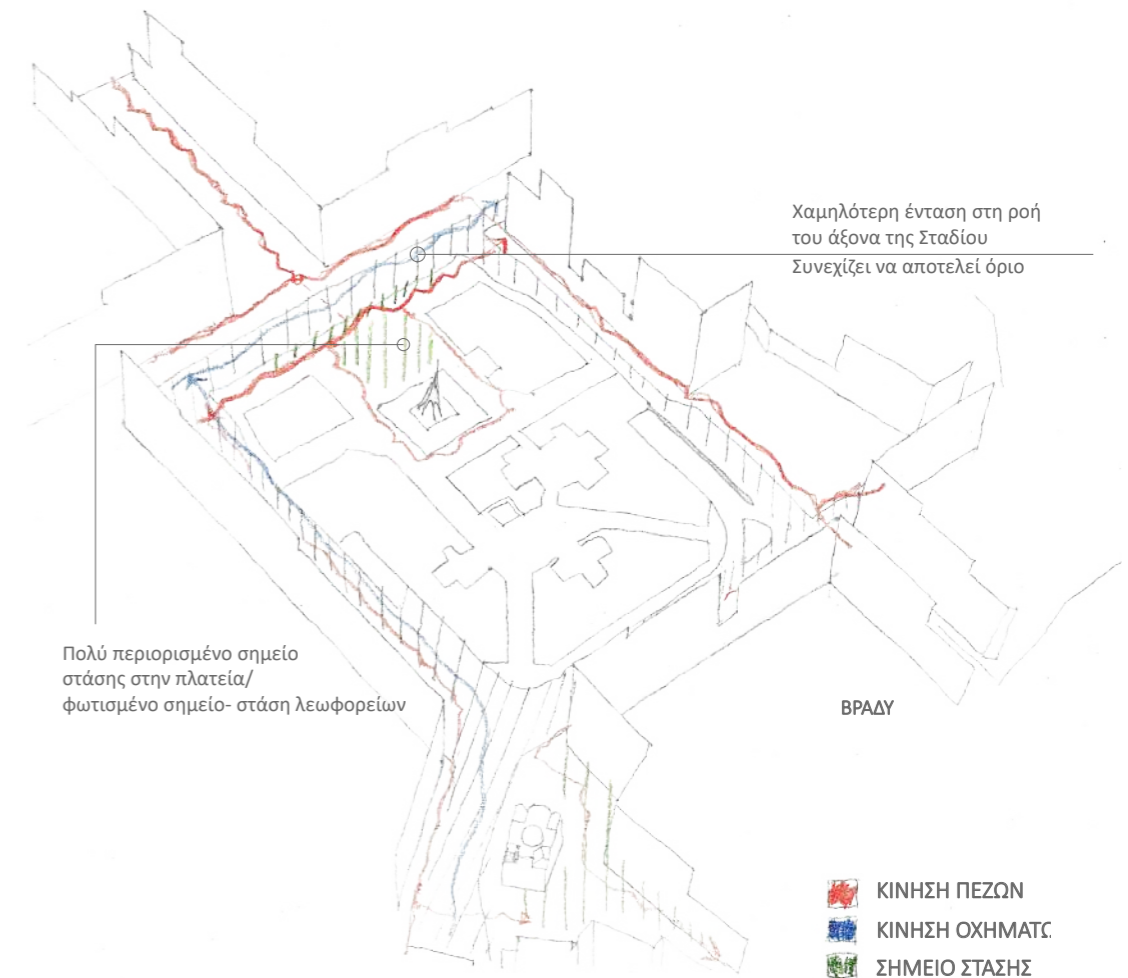 Χαμηλότερη ένταση στη ροή
του άξονα της Σταδίου
Συνεχίζει να αποτελεί όριο
Πολύ περιορισμένο σημείο
στάσης στην πλατεία/
φωτισμένο σημείο- στάση λεωφορείων
ΒΡΑΔΥ
ΚΙΝΗΣΗ ΠΕΖΩΝ
ΚΙΝΗΣΗ ΟΧΗΜΑΤΩ
ΣΗΜΕΙΟ ΣΤΑΣΗΣ